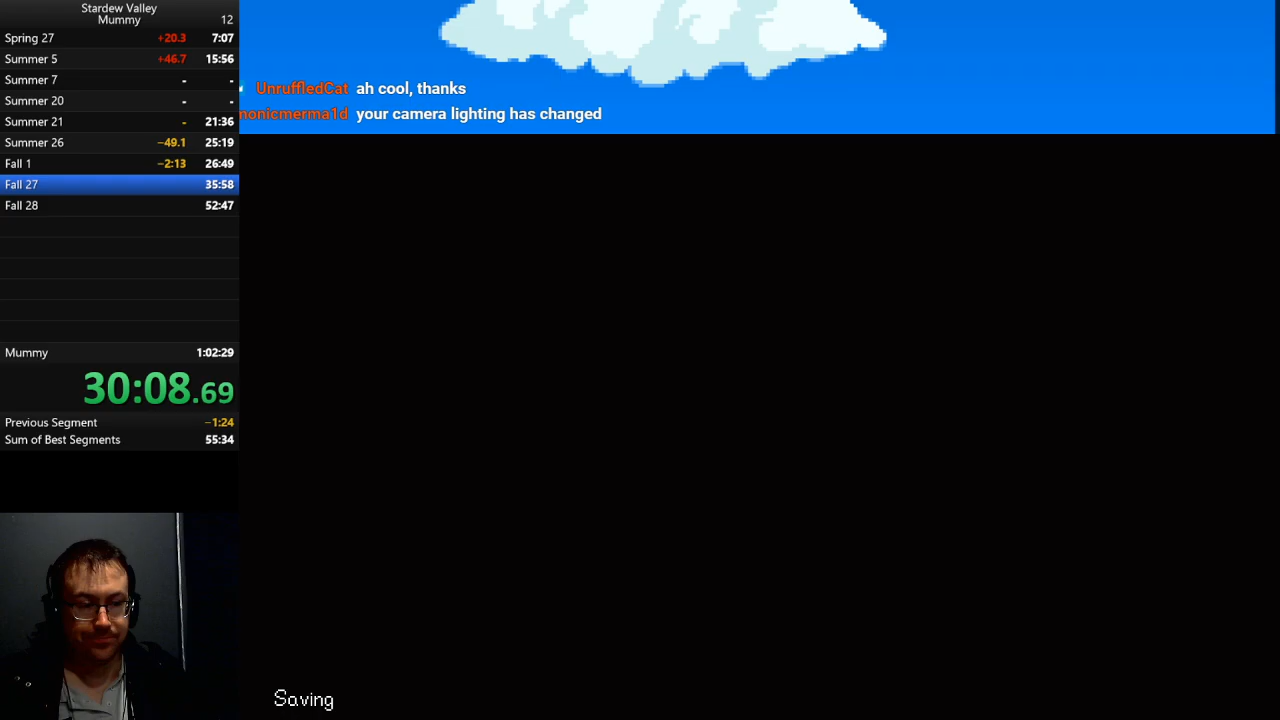 Stardew Valley
Mummy 12
Spring 27 +20.3 7:07
Summer 5 +46.7 15:56
Summer 7 - -
Summer 20 - -
Summer 21 - 21:36
Summer 26 −49.1 25:19
Fall 1 −2:13 26:49
Fall 27 35:58
Fall 28 52:47
Mummy 1:02:29
30:08.69
Previous Segment −1:24
Sum of Best Segments 55:34
UnruffledCat ah cool, thanks
nonicmerma1d your camera lighting has changed
Saving